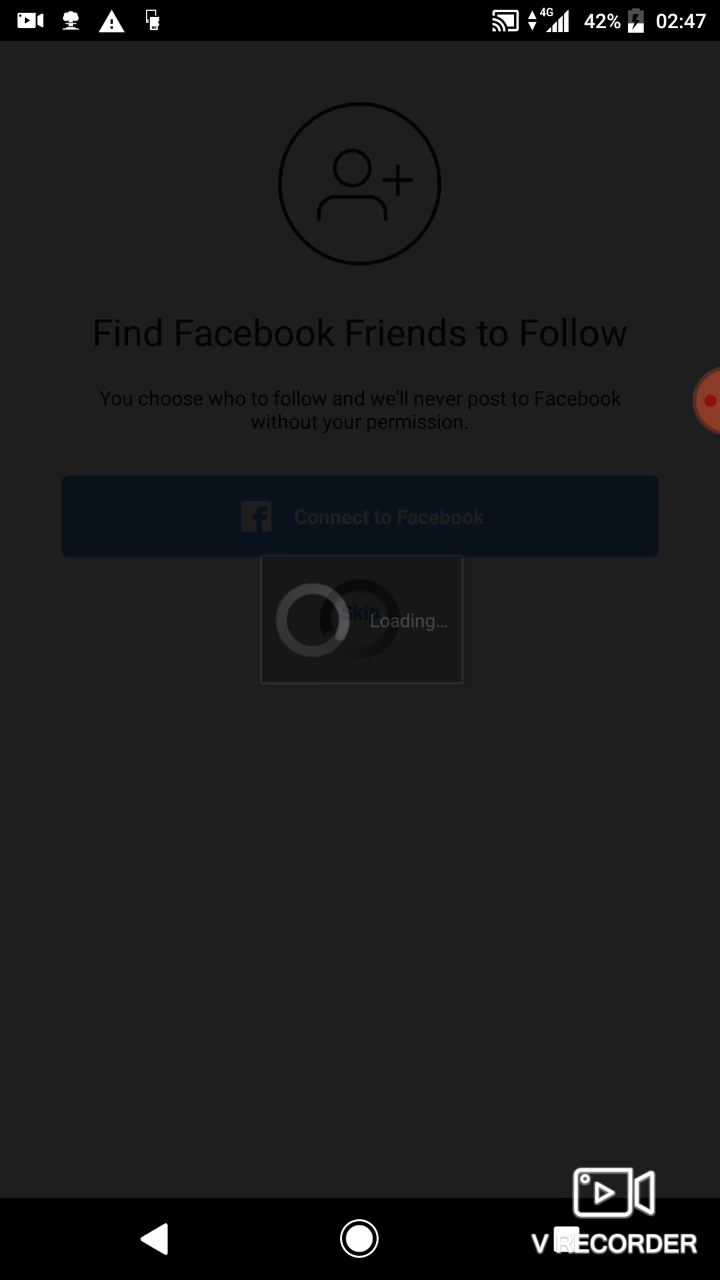 4G
42% 02:47
Find Facebook Friends to Follow
You choose who to follow and we'll never post to Facebook
without your permission.
Connect to Facebook
Skip
Loading...
V RECORDER